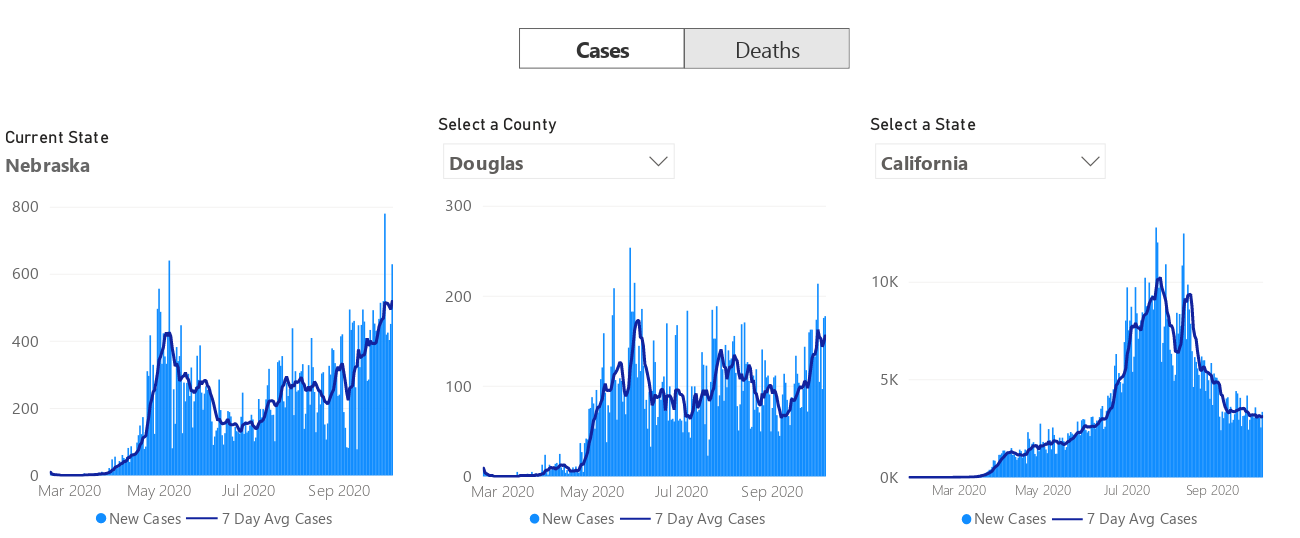 Cases
Deaths
Current State
Nebraska
Select a County
Douglas
Select a State
California
800
600
400
200
0
Mar 2020 May 2020 Jul 2020 Sep 2020
New Cases 7 Day Avg Cases
300
200
100
0
Mar 2020 May 2020 Jul 2020 Sep 2020
New Cases 7 Day Avg Cases
10K
5K
0K
Mar 2020 May 2020 Jul 2020 Sep 2020
New Cases 7 Day Avg Cases